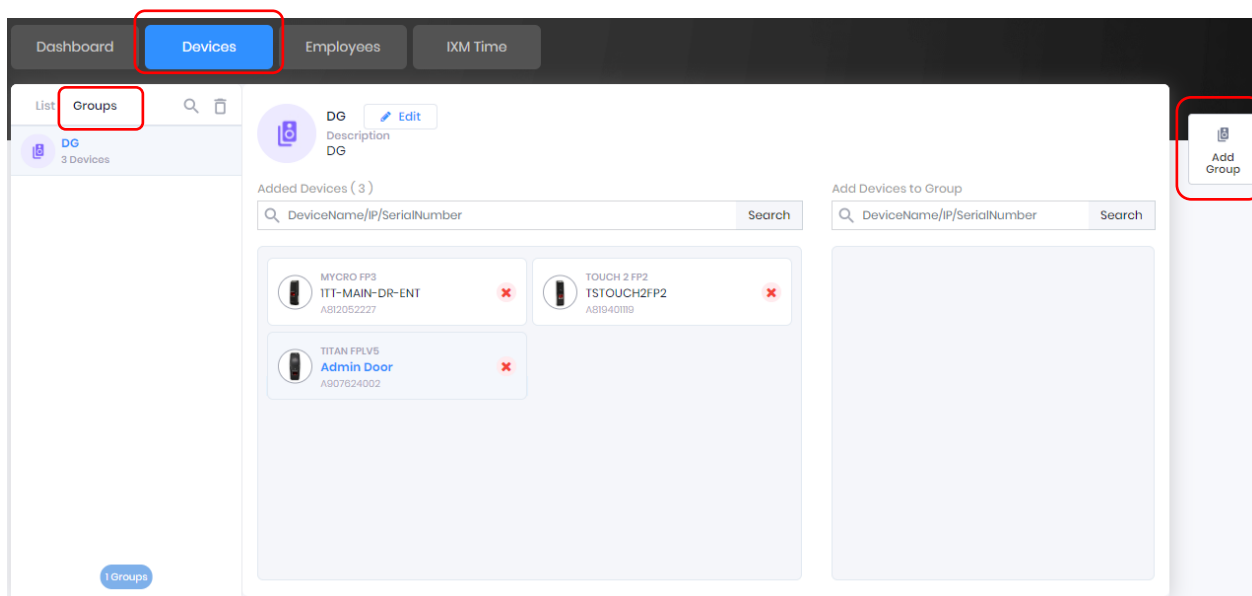 Dashboard
Devices
Employees
IXM Time
List
Groups
DG
3 Devices
1 Groups
DG
Edit
Description
DG
Added Devices ( 3 )
DeviceName/IP/SerialNumber
Search
MYCRO FP3
1TT-MAIN-DR-ENT
A812052227
TOUCH 2 FP2
TSTOUCH2FP2
A819401119
TITAN FPLV5
Admin Door
A907624002
Add Devices to Group
DeviceName/IP/SerialNumber
Search
Add
Group